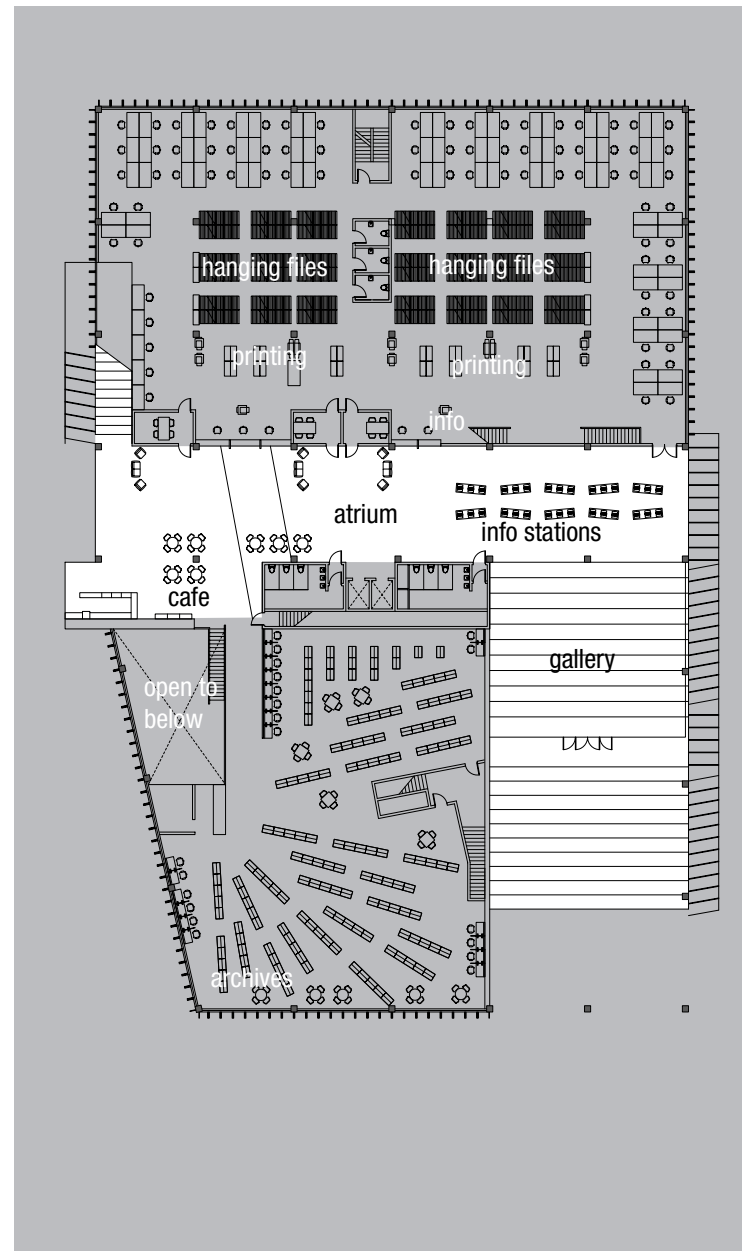 hanging files
hanging files
printing
printing
info
atrium
info stations
cafe
gallery
open to
below
archives